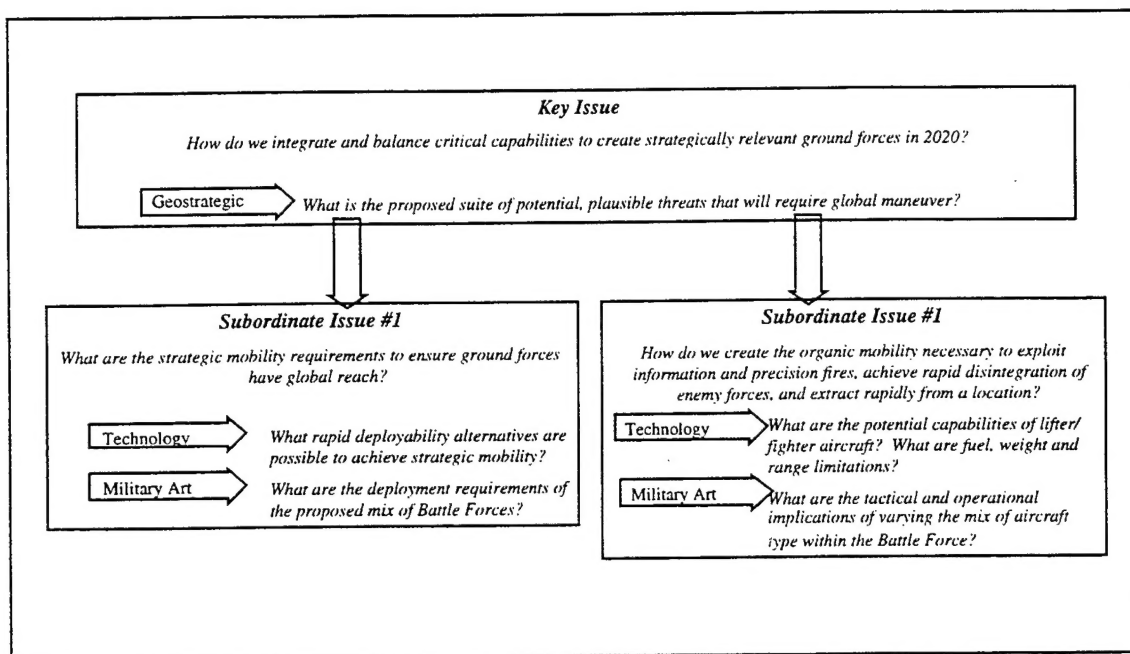 Key Issue
How do we integrate and balance critical capabilities to create strategically relevant ground forces in 2020?
Geostrategic
What is the proposed suite of potential, plausible threats that will require global maneuver?
Subordinate Issue #1
What are the strategic mobility requirements to ensure ground forces
have global reach?
Technology
What rapid deployability alternatives are
possible to achieve strategic mobility?
Military Art
What are the deployment requirements of
the proposed mix of Battle Forces?
Subordinate Issue #1
How do we create the organic mobility necessary to exploit
information and precision fires, achieve rapid disintegration of
enemy forces, and extract rapidly from a location?
Technology
What are the potential capabilities of lifter/
fighter aircraft? What are fuel, weight and
range limitations?
Military Art
What are the tactical and operational
implications of varying the mix of aircraft
type within the Battle Force?